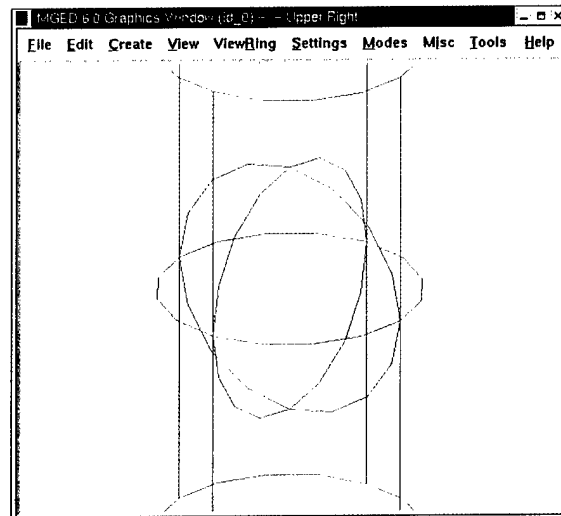 MGED 6.0 Graphics Window (id_0) - - Upper Right
File Edit Create View ViewRing Settings Modes Misc Tools Help